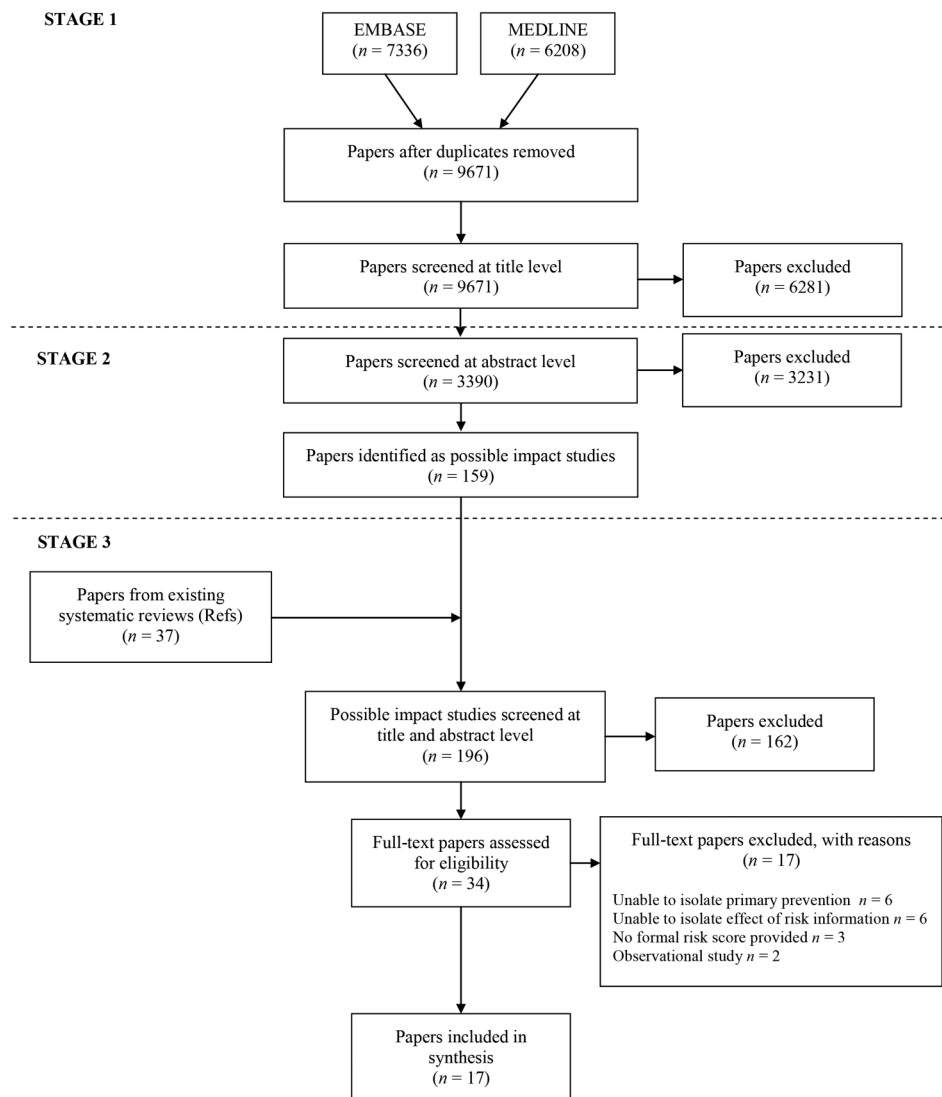 STAGE 1
EMBASE
(n = 7336)
MEDLINE
(n = 6208)
Papers after duplicates removed
(n = 9671)
Papers screened at title level
(n = 9671)
Papers excluded
(n = 6281)
STAGE 2
Papers screened at abstract level
(n = 3390)
Papers excluded
(n = 3231)
Papers identified as possible impact studies
(n = 159)
STAGE 3
Papers from existing
systematic reviews (Refs)
(n = 37)
Possible impact studies screened at
title and abstract level
(n = 196)
Papers excluded
(n = 162)
Full-text papers assessed
for eligibility
(n = 34)
Full-text papers excluded, with reasons
(n = 17)
Unable to isolate primary prevention n = 6
Unable to isolate effect of risk information n = 6
No formal risk score provided n = 3
Observational study n = 2
Papers included in
synthesis
(n = 17)